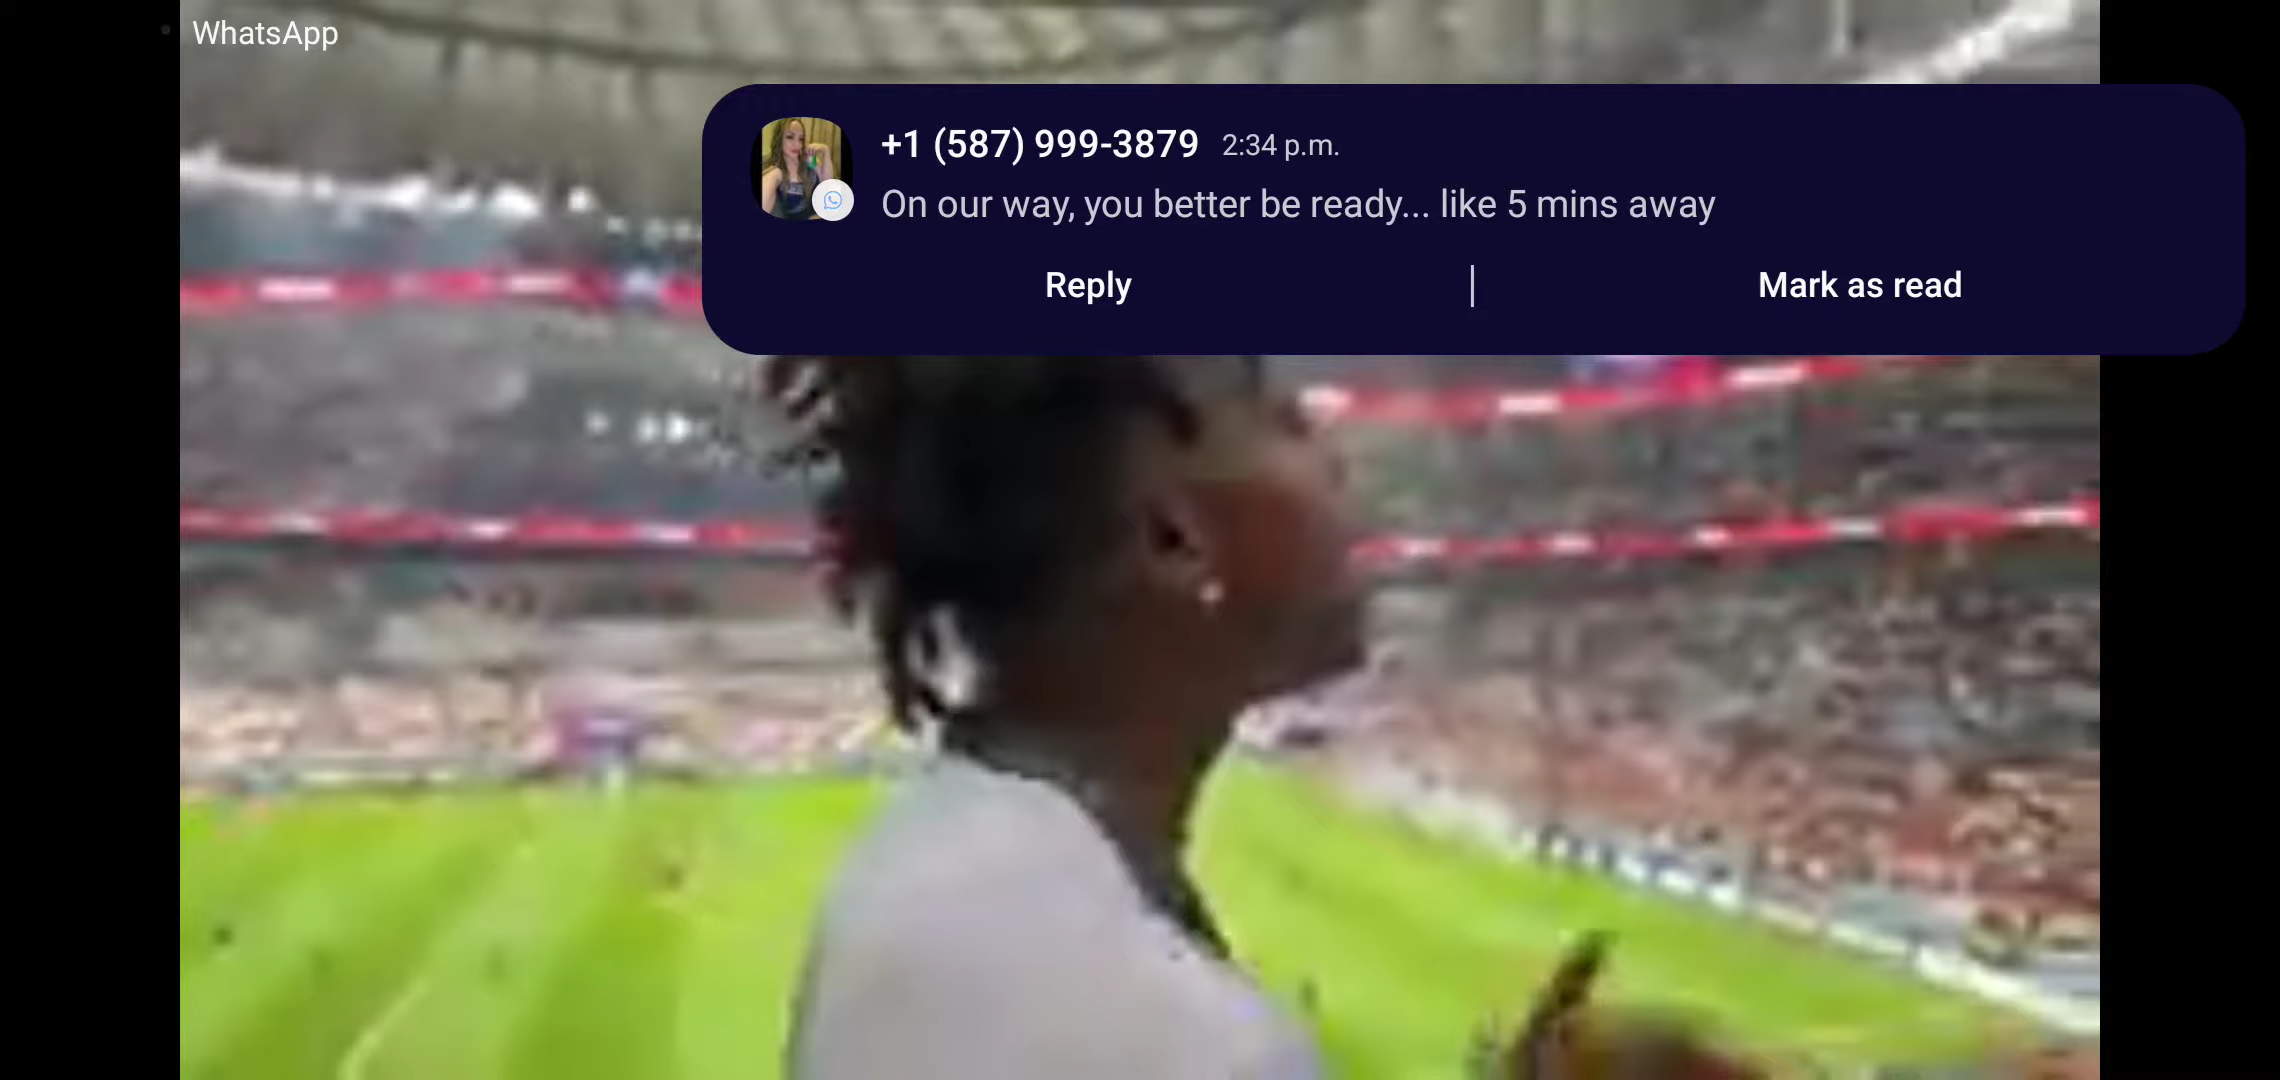 WhatsApp
+1 (587) 999-3879 2:34 p.m.
On our way, you better be ready... like 5 mins away
Reply | Mark as read